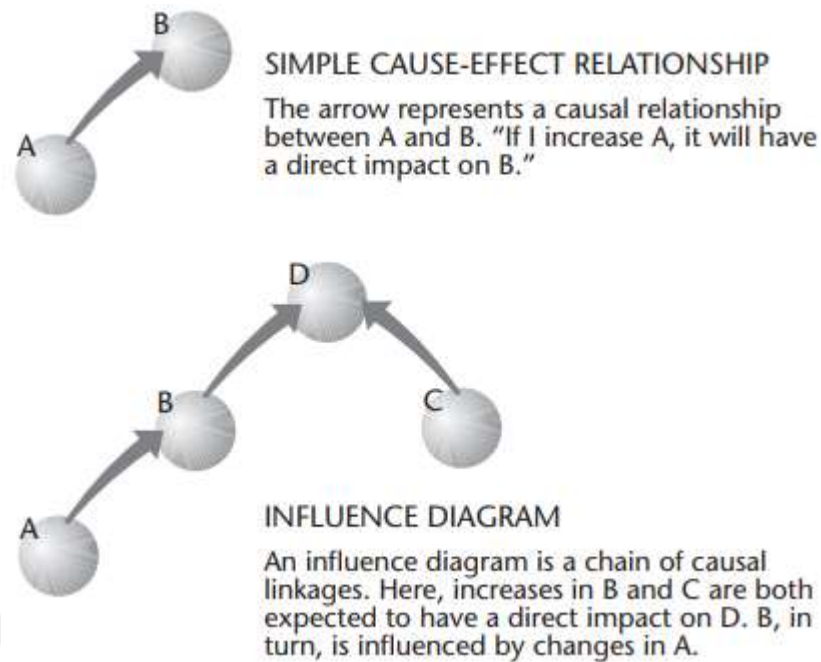 B
A
SIMPLE CAUSE-EFFECT RELATIONSHIP
The arrow represents a causal relationship
between A and B. “If I increase A, it will have
a direct impact on B.”
D
B
C
A
INFLUENCE DIAGRAM
An influence diagram is a chain of causal
linkages. Here, increases in B and C are both
expected to have a direct impact on D. B, in
turn, is influenced by changes in A.